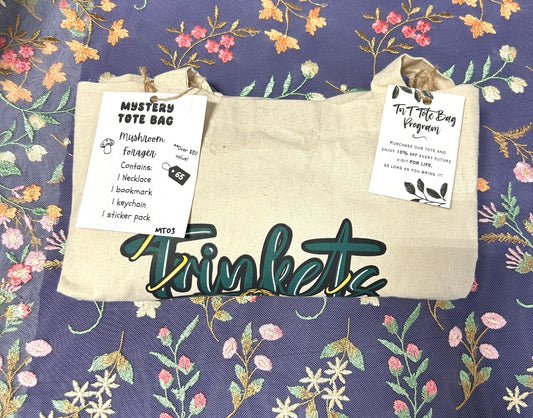 MYSTERY
TOTE BAG
Mushroom
Forager
**Over $80
value!
Contains:
1 Necklace
1 bookmark
1 keychain
1 sticker pack
65
MT03
TnT Tote Bag
Program
PURCHASE OUR TOTE AND
ENJOY 10% OFF EVERY FUTURE
VISIT FOR LIFE,
AS LONG AS YOU BRING IT!
Trinkets